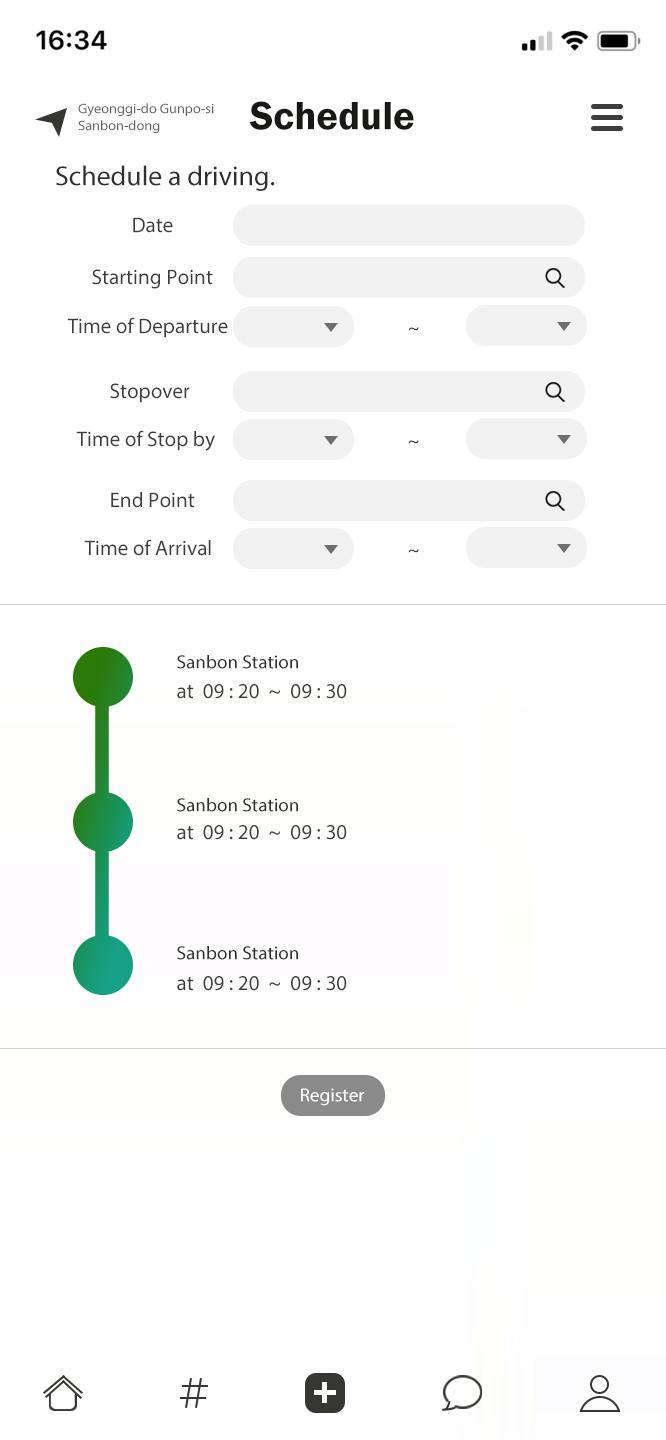 16:34
Gyeonggi-do Gunpo-si
Sanbon-dong
Schedule
Schedule a driving.
Date
Starting Point
Time of Departure ~
Stopover
Time of Stop by ~
End Point
Time of Arrival ~
Sanbon Station
at 09 : 20 ~ 09 : 30
Sanbon Station
at 09 : 20 ~ 09 : 30
Sanbon Station
at 09 : 20 ~ 09 : 30
Register
#